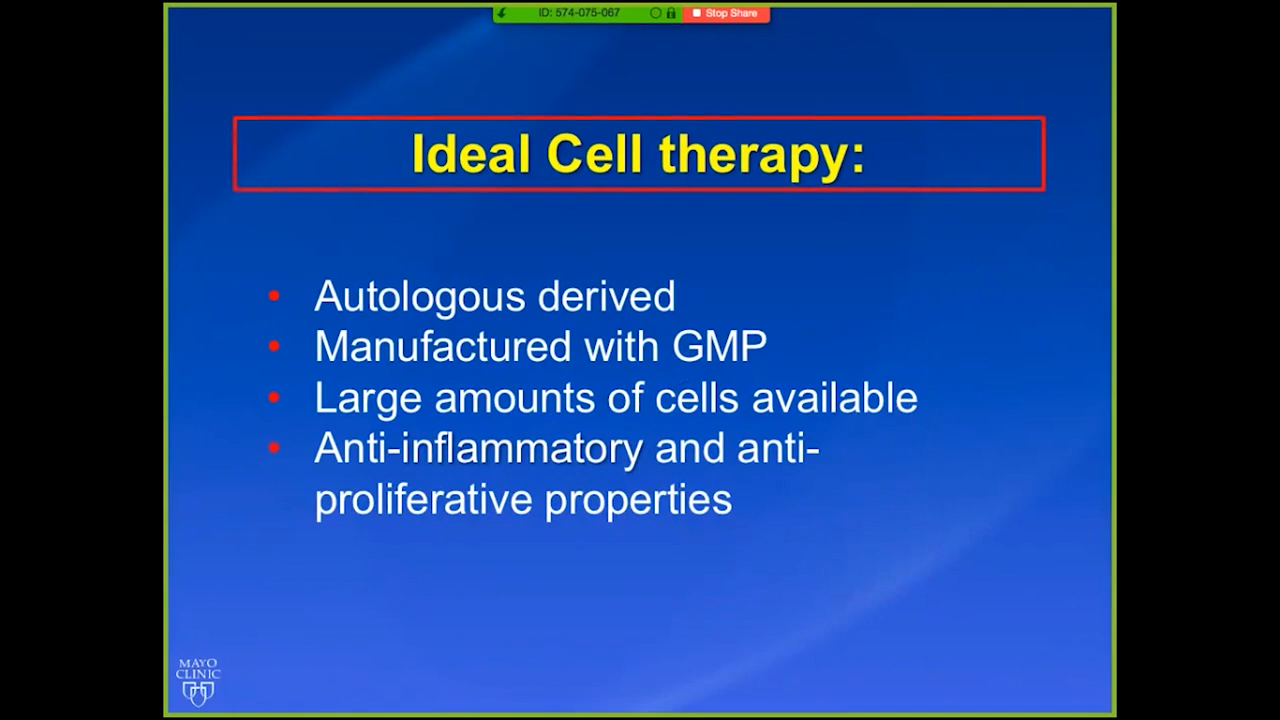 ID: 574-075-067
Stop Share
Ideal Cell therapy:
• Autologous derived
• Manufactured with GMP
• Large amounts of cells available
• Anti-inflammatory and anti-
proliferative properties
MAYO
CLINIC